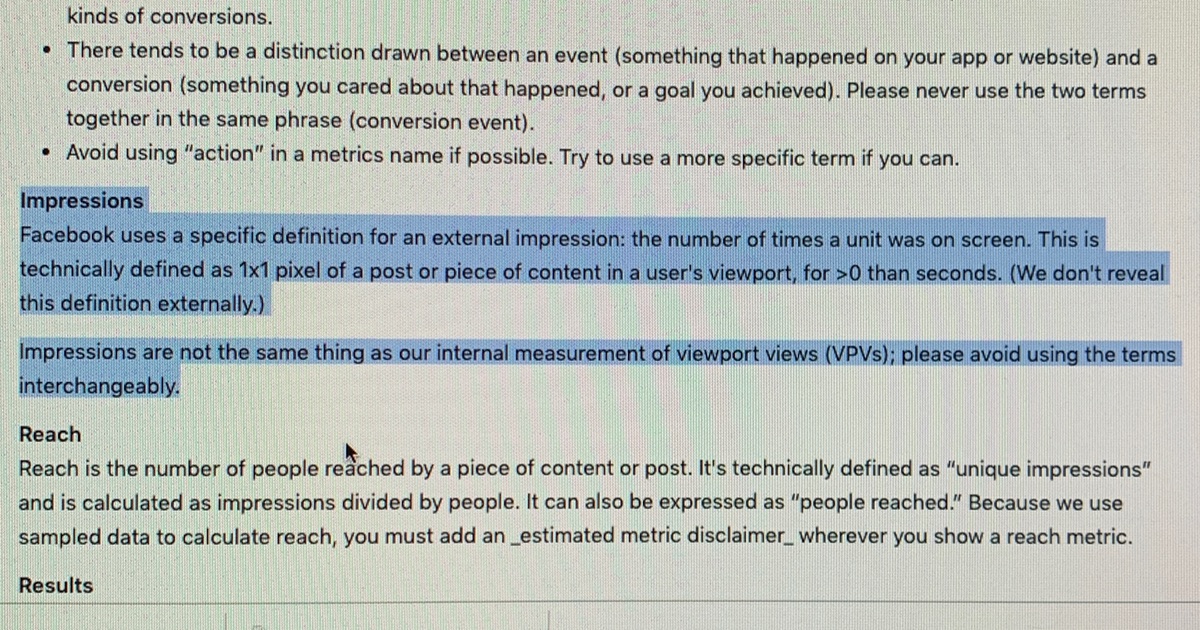 kinds of conversions.
• There tends to be a distinction drawn between an event (something that happened on your app or website) and a
conversion (something you cared about that happened, or a goal you achieved). Please never use the two terms
together in the same phrase (conversion event).
• Avoid using “action” in a metrics name if possible. Try to use a more specific term if you can.
Impressions
Facebook uses a specific definition for an external impression: the number of times a unit was on screen. This is
technically defined as 1x1 pixel of a post or piece of content in a user's viewport, for >0 than seconds. (We don't reveal
this definition externally.)
Impressions are not the same thing as our internal measurement of viewport views (VPVs); please avoid using the terms
interchangeably.
Reach
Reach is the number of people reached by a piece of content or post. It's technically defined as “unique impressions”
and is calculated as impressions divided by people. It can also be expressed as “people reached.” Because we use
sampled data to calculate reach, you must add an _estimated metric disclaimer_ wherever you show a reach metric.
Results